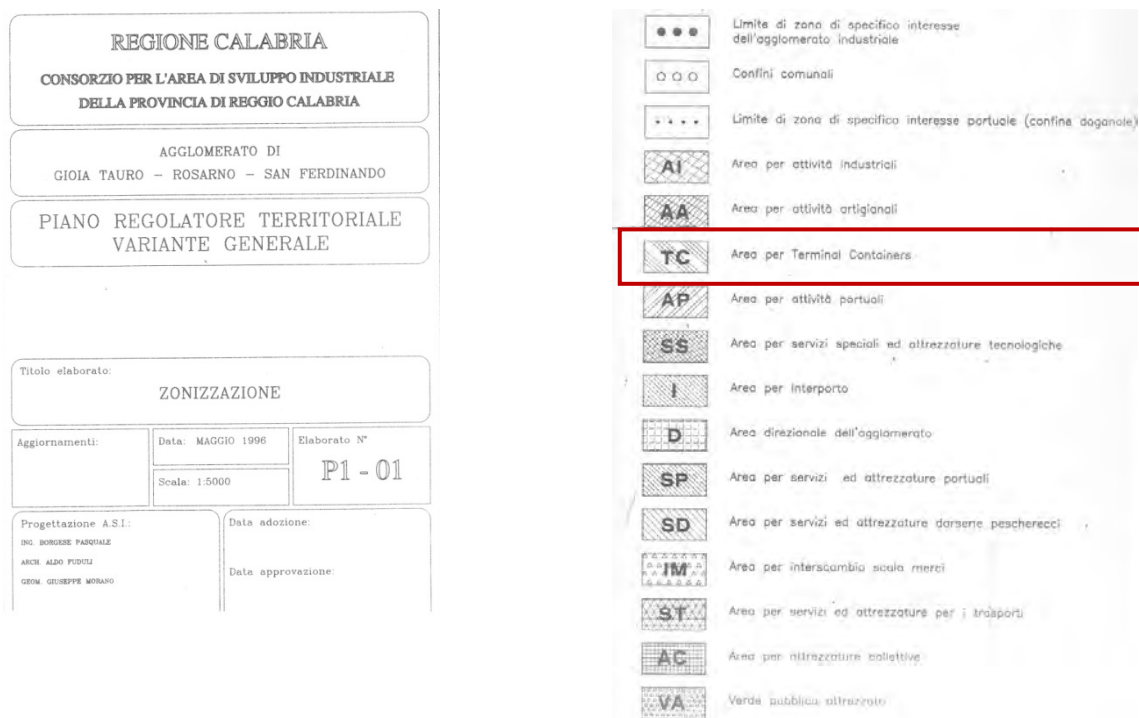 REGIONE CALABRIA
CONSORZIO PER L'AREA DI SVILUPPO INDUSTRIALE
DELLA PROVINCIA DI REGGIO CALABRIA
AGGLOMERATO DI
GIOIA TAURO – ROSARNO – SAN FERDINANDO
PIANO REGOLATORE TERRITORIALE
VARIANTE GENERALE
Titolo elaborato:
ZONIZZAZIONE
Aggiornamenti:
Data: MAGGIO 1996
Scala: 1:5000
Elaborato N°
P1 - 01
Progettazione A.S.I.:
ING. BORGESE PASQUALE
ARCH. ALDO FUDULI
GEOM. GIUSEPPE MORANO
Data adozione:
Data approvazione:
Limite di zona di specifico interesse
dell'agglomerato industriale
Confini comunali
Limite di zona di specifico interesse portuale (confine doganale)
AI Area per attività industriali
AA Area per attività artigianali
TC Area per Terminal Containers
AP Area per attività portuali
SS Area per servizi speciali ed attrezzature tecnologiche
I Area per Interporto
D Area direzionale dell'agglomerato
SP Area per servizi ed attrezzature portuali
SD Area per servizi ed attrezzature darsene pescherecci
IM Area per interscambio scalo merci
ST Area per servizi ed attrezzature per i trasporti
AC Area per attrezzature collettive
VA Verde pubblico attrezzato